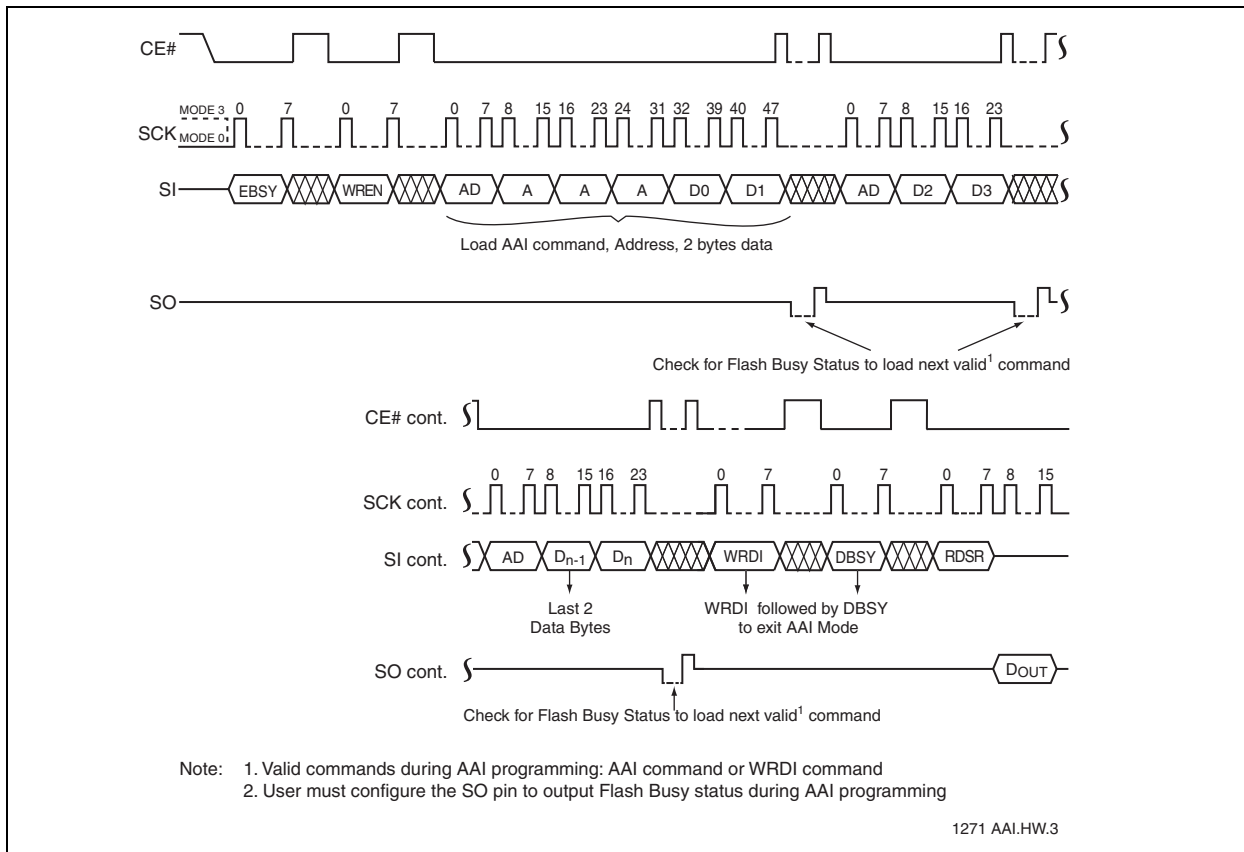 CE#
MODE 3
SCK
MODE 0
0 7 0 7 0 7 8 15 16 23 24 31 32 39 40 47 0 7 8 15 16 23
SI
EBSY WREN AD A A A D0 D1 AD D2 D3
Load AAI command, Address, 2 bytes data
SO
Check for Flash Busy Status to load next valid1 command
CE# cont.
0 7 8 15 16 23 0 7 0 7 0 7 8 15
SCK cont.
SI cont. AD Dn-1 Dn WRDI DBSY RDSR
Last 2
Data Bytes
WRDI followed by DBSY
to exit AAI Mode
SO cont. DOUT
Check for Flash Busy Status to load next valid1 command
Note: 1. Valid commands during AAI programming: AAI command or WRDI command
2. User must configure the SO pin to output Flash Busy status during AAI programming
1271 AAI.HW.3